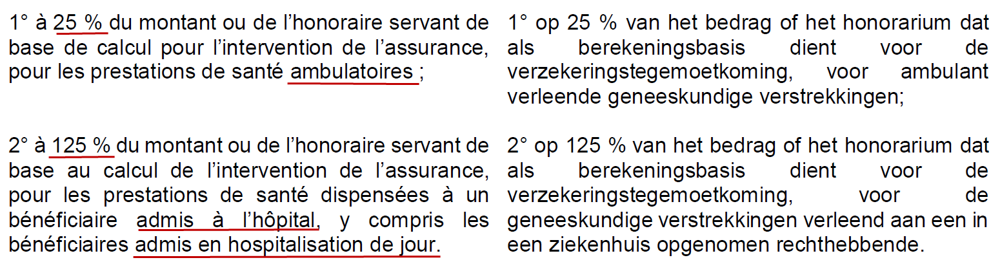 1° à 25 % du montant ou de l’honoraire servant de
base de calcul pour l’intervention de l’assurance,
pour les prestations de santé ambulatoires ;
2° à 125 % du montant ou de l’honoraire servant de
base au calcul de l’intervention de l’assurance,
pour les prestations de santé dispensées à un
bénéficiaire admis à l’hôpital, y compris les
bénéficiaires admis en hospitalisation de jour.
1° op 25 % van het bedrag of het honorarium dat
als berekeningsbasis dient voor de
verzekeringstegemoetkoming, voor ambulant
verleende geneeskundige verstrekkingen;
2° op 125 % van het bedrag of het honorarium dat
als berekeningsbasis dient voor de
verzekeringstegemoetkoming, voor de
geneeskundige verstrekkingen verleend aan een in
een ziekenhuis opgenomen rechthebbende.